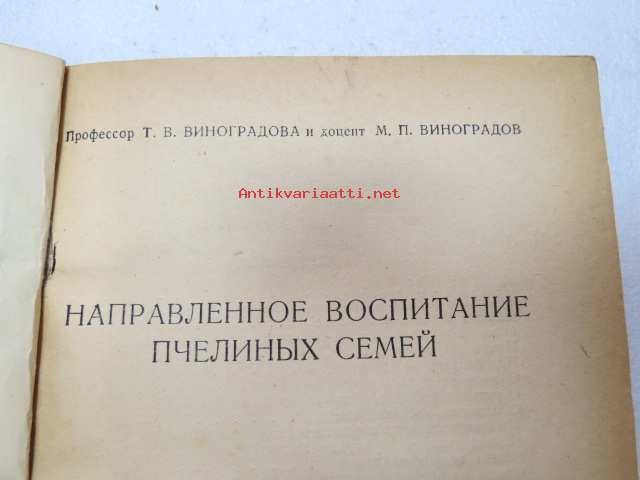 Профессор Т. В. ВИНОГРАДОВА и доцент М. П. ВИНОГРАДОВ
Antikvariaatti.net
НАПРАВЛЕННОЕ ВОСПИТАНИЕ
ПЧЕЛИНЫХ СЕМЕЙ